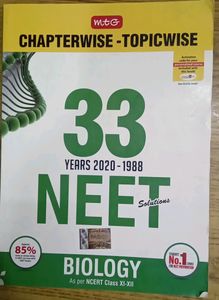 mtG
CHAPTERWISE - TOPICWISE
33
YEARS 2020 - 1988
NEET
Solutions
85%
No.1
BIOLOGY
As per NCERT Class XI-XII